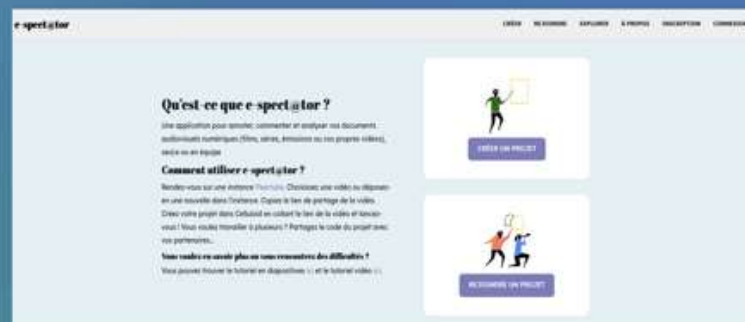 e-spect@tor
CRÉER REJOINDRE EXPLORER À PROPOS INSCRIPTION CONNEXION
Qu'est-ce que e-spect@tor ?
Une application pour annoter, commenter et analyser vos documents
audiovisuels numériques (films, séries, émissions ou vos propres vidéos),
seul.e ou en équipe
Comment utiliser e-spect@tor ?
Rendez-vous sur une instance Peertube. Choisissez une vidéo ou déposez-
en une nouvelle dans l'instance. Copiez le lien de partage de la vidéo.
Créez votre projet dans Celluloid en collant le lien de la vidéo et lancez-
vous ! Vous voulez travailler à plusieurs ? Partagez le code du projet avec
vos partenaires...
Vous voulez en savoir plus ou vous rencontrez des difficultés ?
Vous pouvez trouver le tutoriel en diapositives ici et le tutoriel vidéo ici.
CRÉER UN PROJET
REJOINDRE UN PROJET